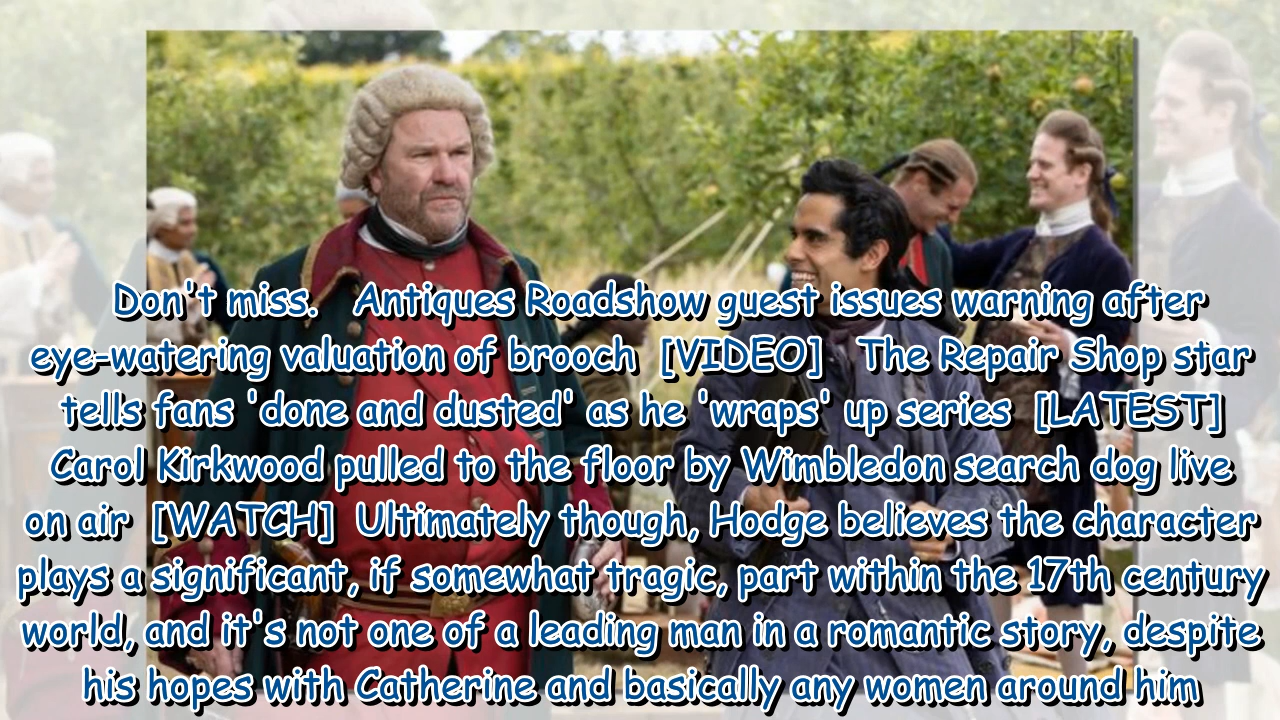 Don't miss.   Antiques Roadshow guest issues warning after
eye-watering valuation of brooch  [VIDEO]   The Repair Shop star
tells fans 'done and dusted' as he 'wraps' up series  [LATEST]
Carol Kirkwood pulled to the floor by Wimbledon search dog live
on air  [WATCH]  Ultimately though, Hodge believes the character
plays a significant, if somewhat tragic, part within the 17th century
world, and it's not one of a leading man in a romantic story, despite
his hopes with Catherine and basically any women around him